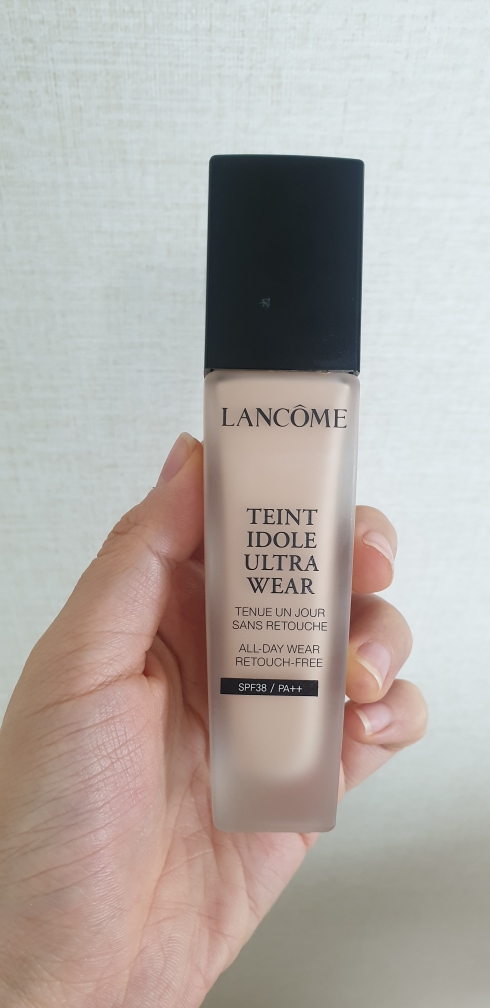 LANCÔME
TEINT
IDOLE
ULTRA
WEAR
TENUE UN JOUR
SANS RETOUCHE
ALL-DAY WEAR
RETOUCH-FREE
SPF38 / PA++